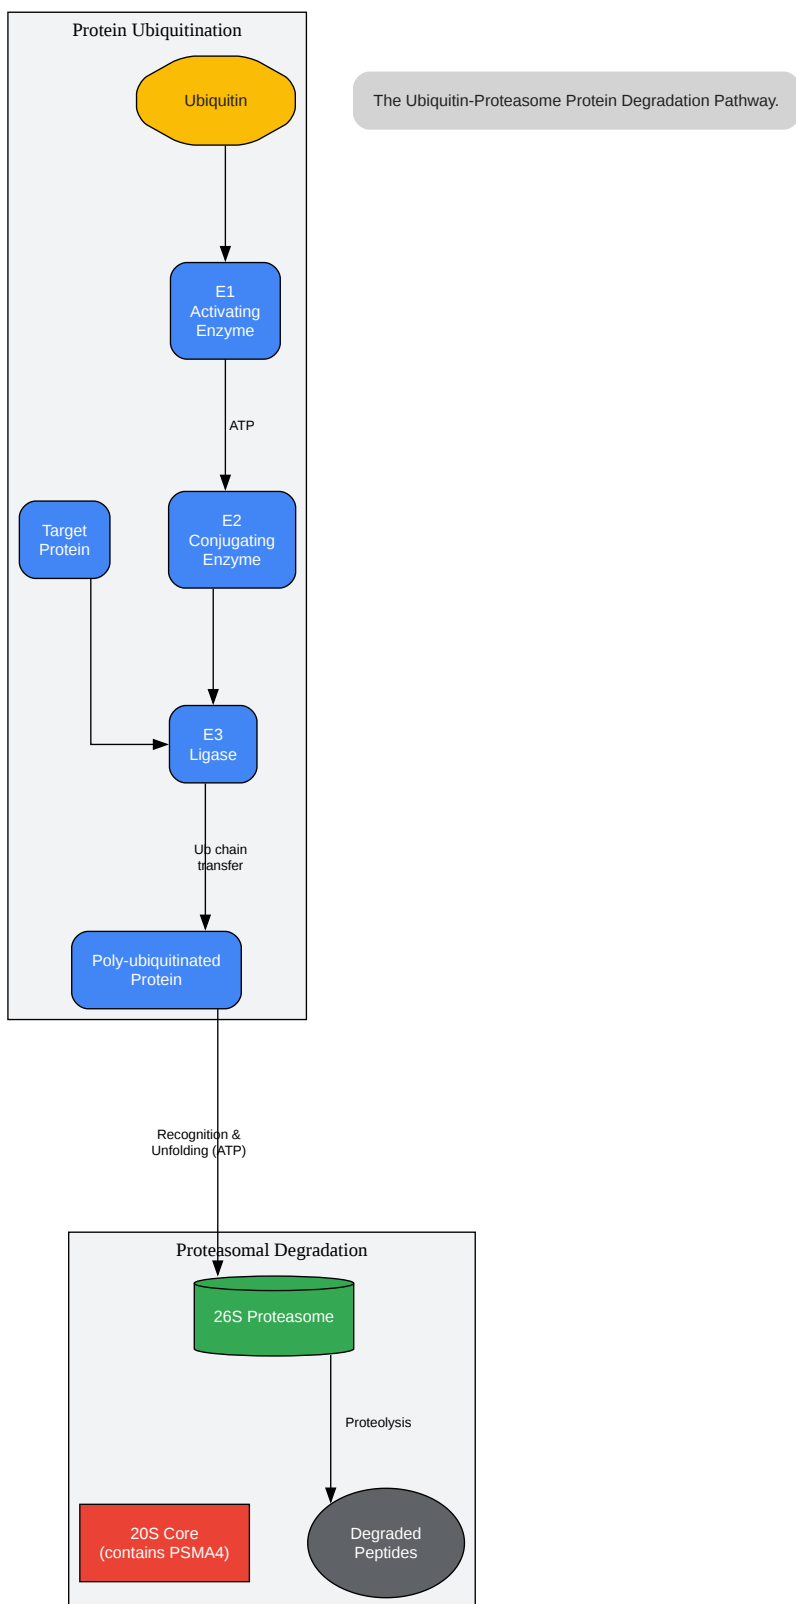 Protein Ubiquitination
Ubiquitin
The Ubiquitin-Proteasome Protein Degradation Pathway.
E1
Activating
Enzyme
ATP
Target
Protein
E2
Conjugating
Enzyme
E3
Ligase
Ub chain
transfer
Poly-ubiquitinated
Protein
Recognition &
Unfolding (ATP)
Proteasomal Degradation
26S Proteasome
Proteolysis
20S Core
(contains PSMA4)
Degraded
Peptides